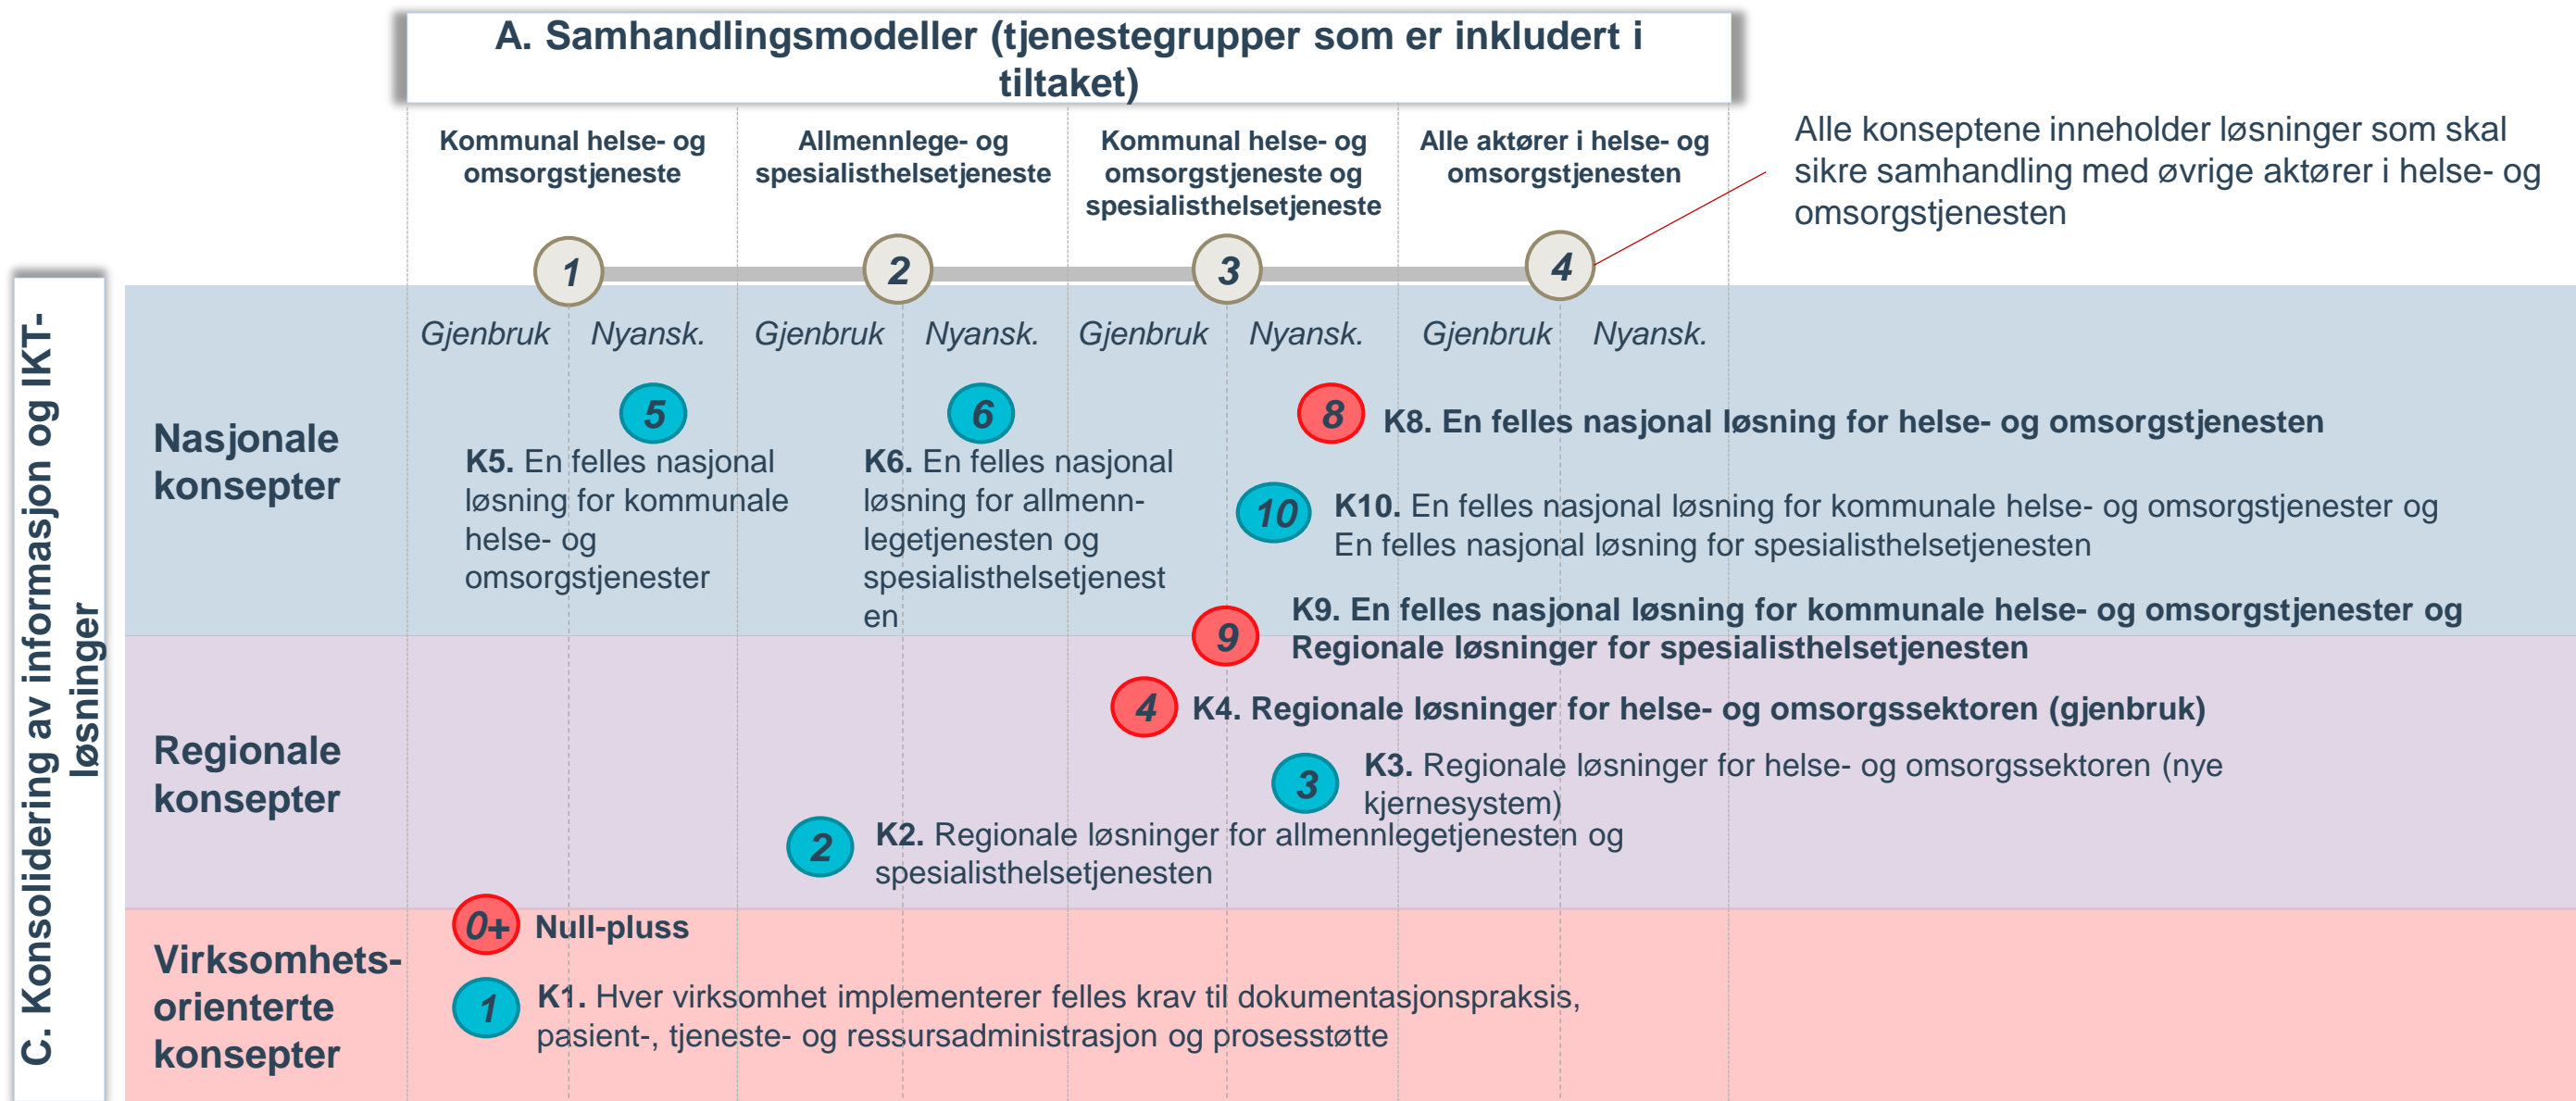 A. Samhandlingsmodeller (tjenestegrupper som er inkludert i
tiltaket)
Kommunal helse- og
omsorgstjeneste
Allmennlege- og
spesialisthelsetjeneste
Kommunal helse- og
omsorgstjeneste og
spesialisthelsetjeneste
Alle aktører i helse- og
omsorgstjenesten
Alle konseptene inneholder løsninger som skal
sikre samhandling med øvrige aktører i helse- og
omsorgstjenesten
1
2
3
4
C. Konsolidering av informasjon og IKT-
løsninger
Gjenbruk
Nyansk.
Gjenbruk
Nyansk.
Gjenbruk
Nyansk.
Gjenbruk
Nyansk.
Nasjonale
konsepter
5
K5. En felles nasjonal
løsning for kommunale
helse- og
omsorgstjenester
6
K6. En felles nasjonal
løsning for allmenn-
legetjenesten og
spesialisthelsetjenest
en
8
K8. En felles nasjonal løsning for helse- og omsorgstjenesten
10
K10. En felles nasjonal løsning for kommunale helse- og omsorgstjenester og
En felles nasjonal løsning for spesialisthelsetjenesten
9
K9. En felles nasjonal løsning for kommunale helse- og omsorgstjenester og
Regionale løsninger for spesialisthelsetjenesten
Regionale
konsepter
4
K4. Regionale løsninger for helse- og omsorgssektoren (gjenbruk)
3
K3. Regionale løsninger for helse- og omsorgssektoren (nye
kjernesystem)
2
K2. Regionale løsninger for allmennlegetjenesten og
spesialisthelsetjenesten
Virksomhets-
orienterte
konsepter
0+
Null-pluss
1
K1. Hver virksomhet implementerer felles krav til dokumentasjonspraksis,
pasient-, tjeneste- og ressursadministrasjon og prosesstøtte